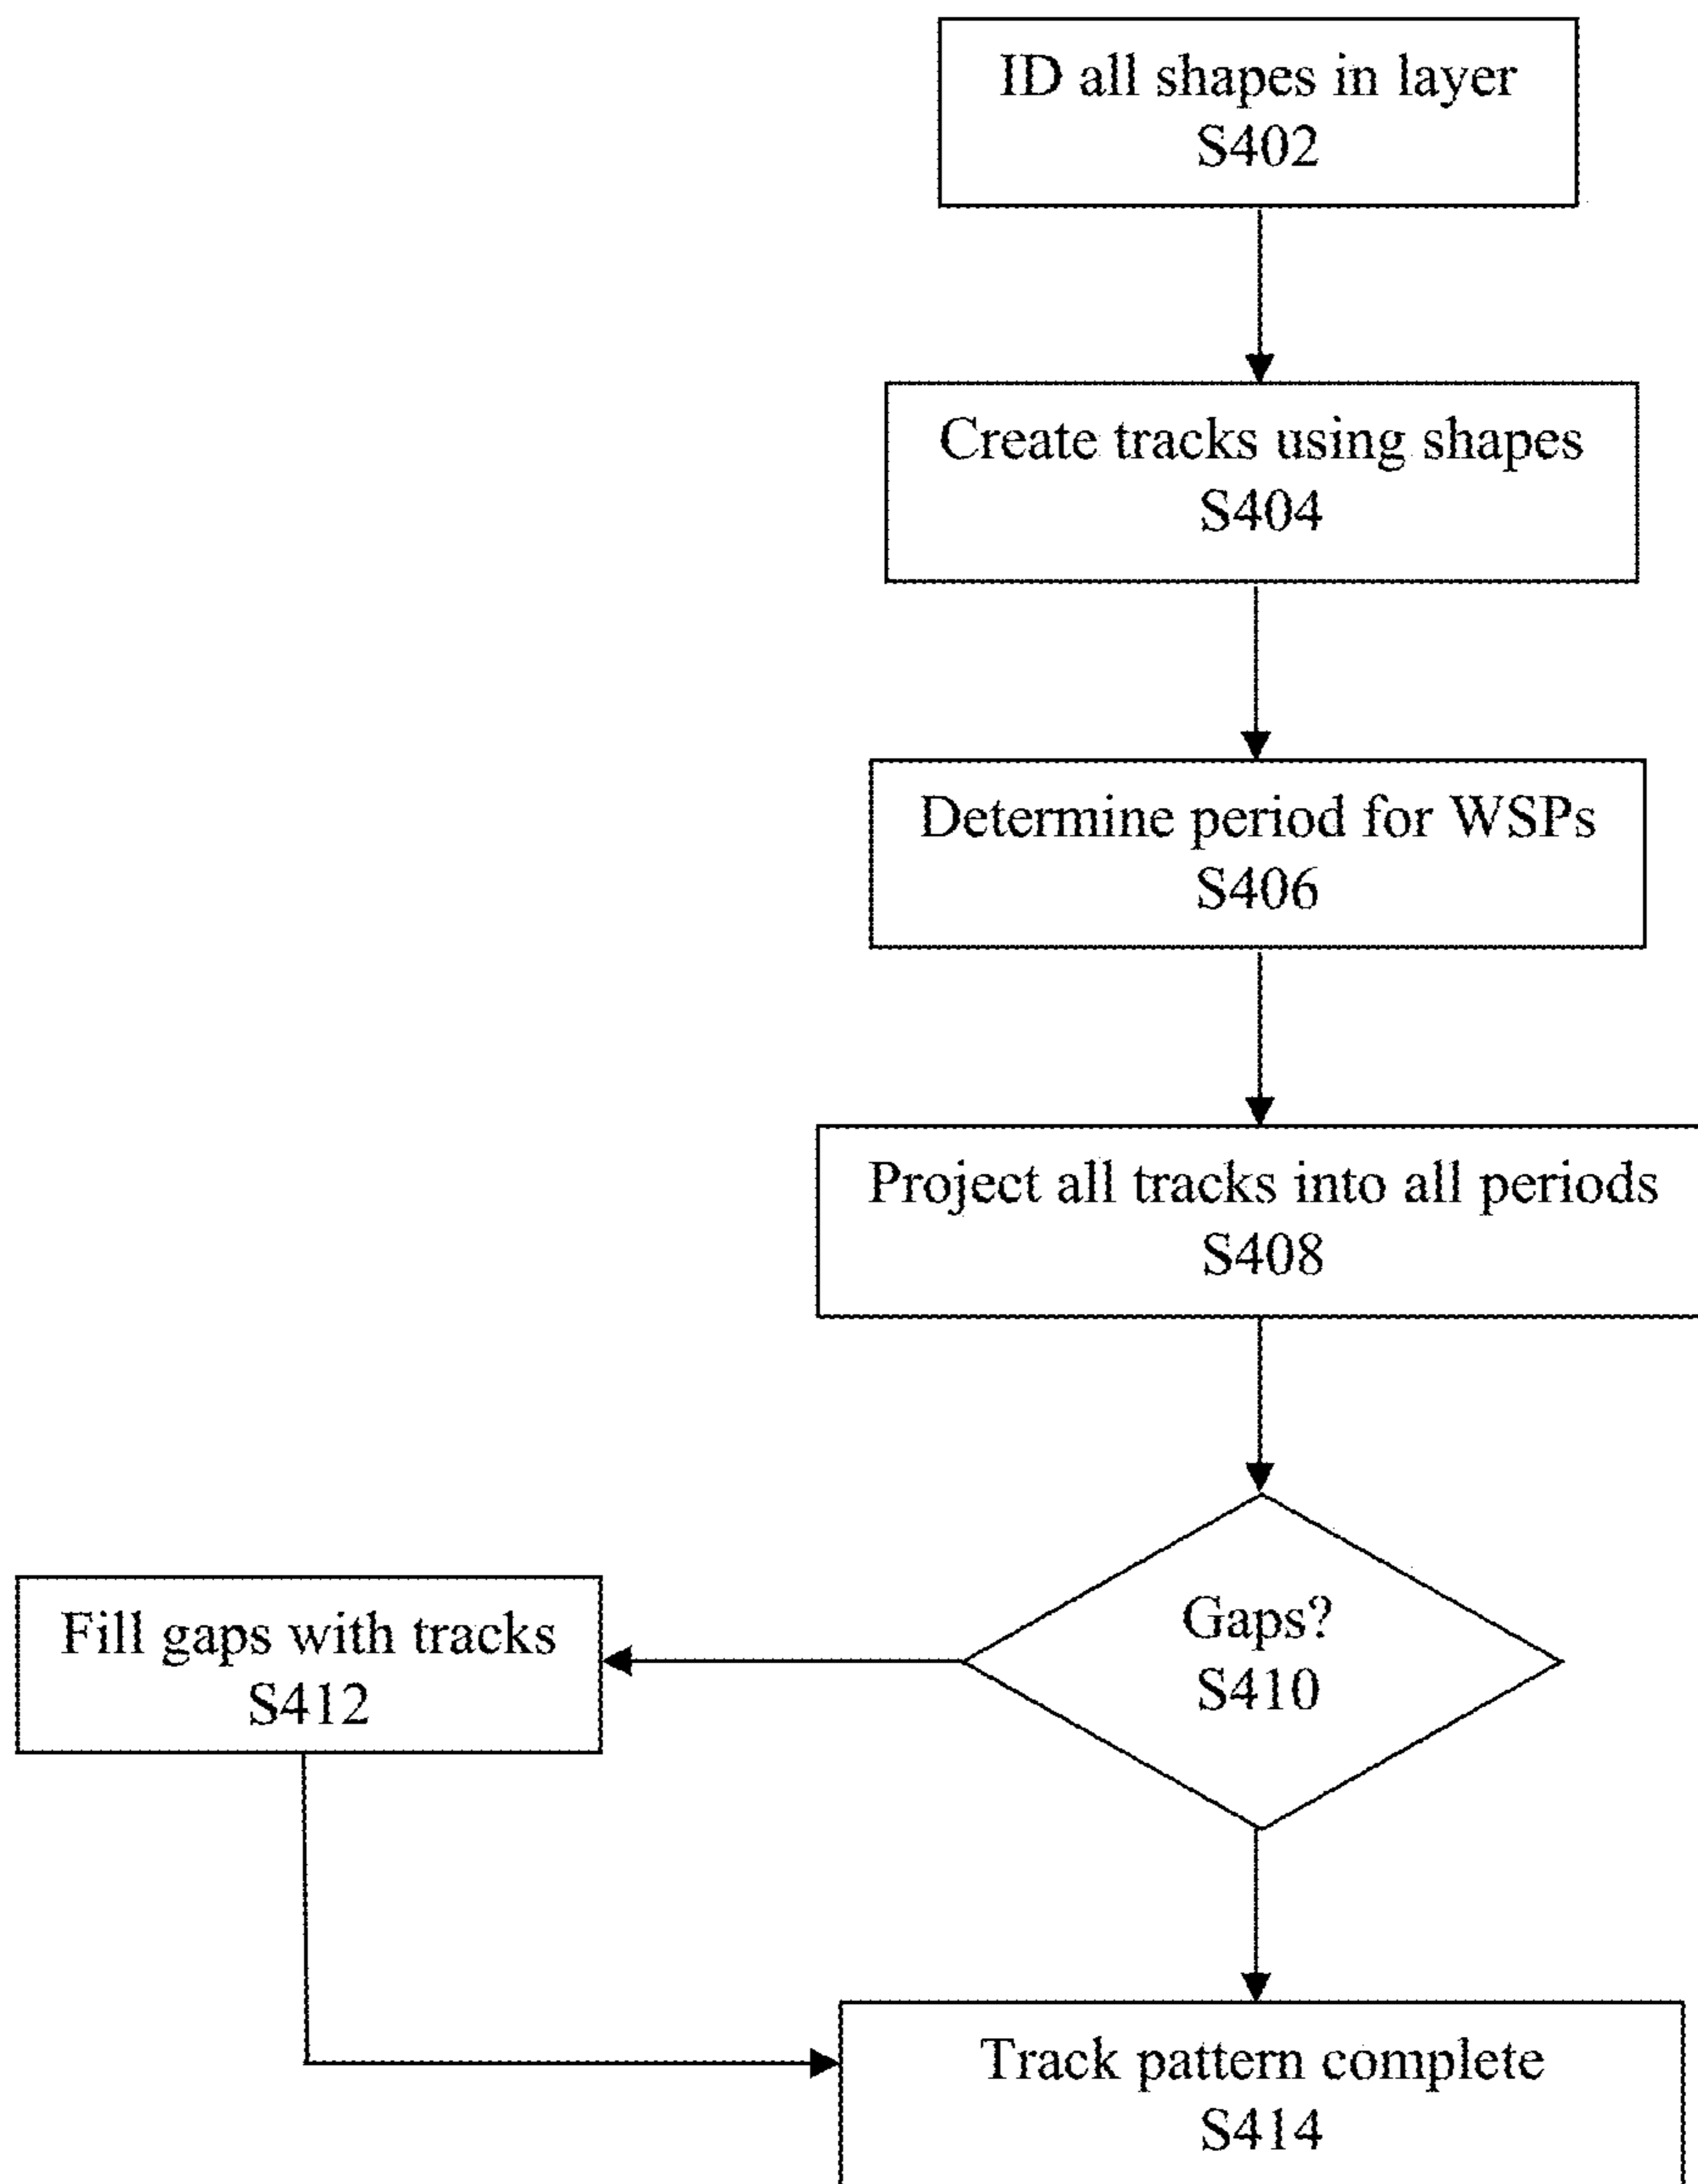 ID all shapes in layer
S402
Create tracks using shapes
S404
Determine period for WSPs
S406
Project all tracks into all periods
S408
Gaps?
S410
Fill gaps with tracks
S412
Track pattern complete
S414